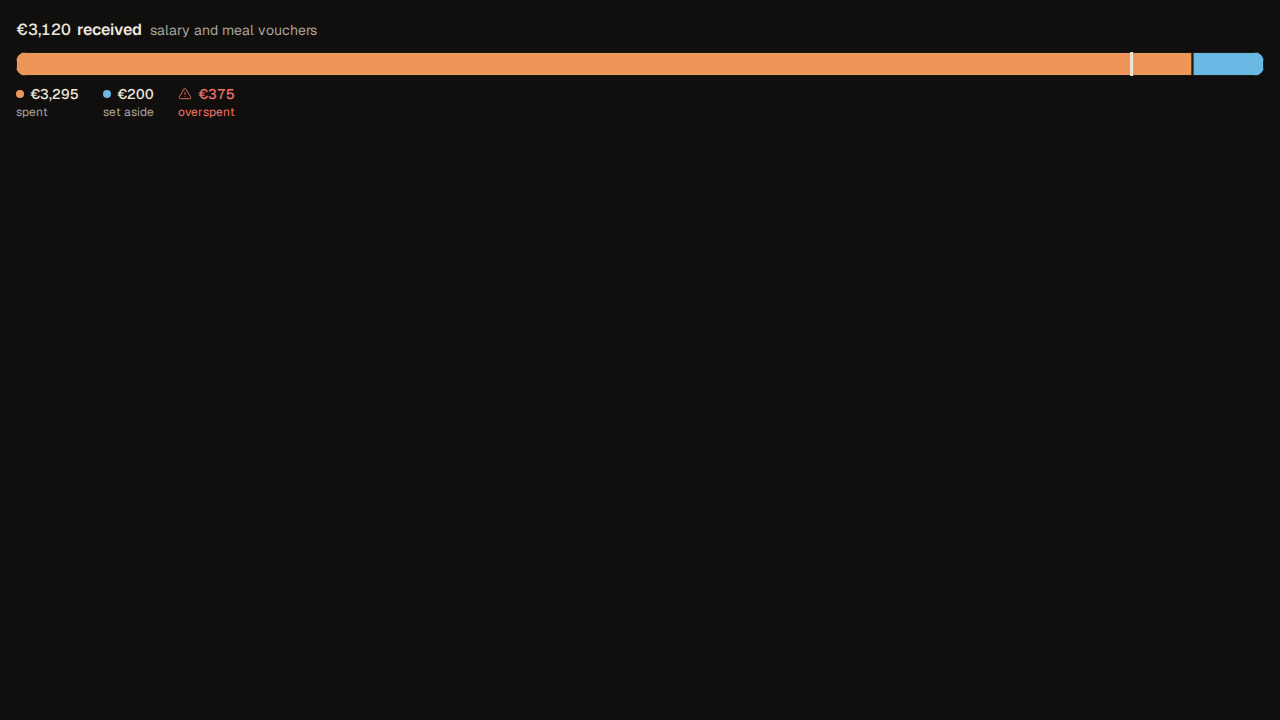 €3,120 received salary and meal vouchers
€3,295 €200 €375
spent set aside overspent